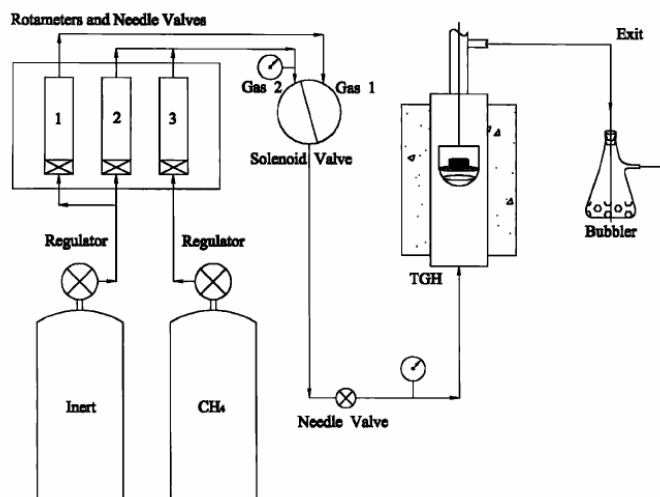 Rotameters and Needle Valves
Exit
Gas 2
Gas 1
1
2
3
Solenoid Valve
Regulator
Regulator
Bubbler
TGH
Inert
CH₄
Needle Valve